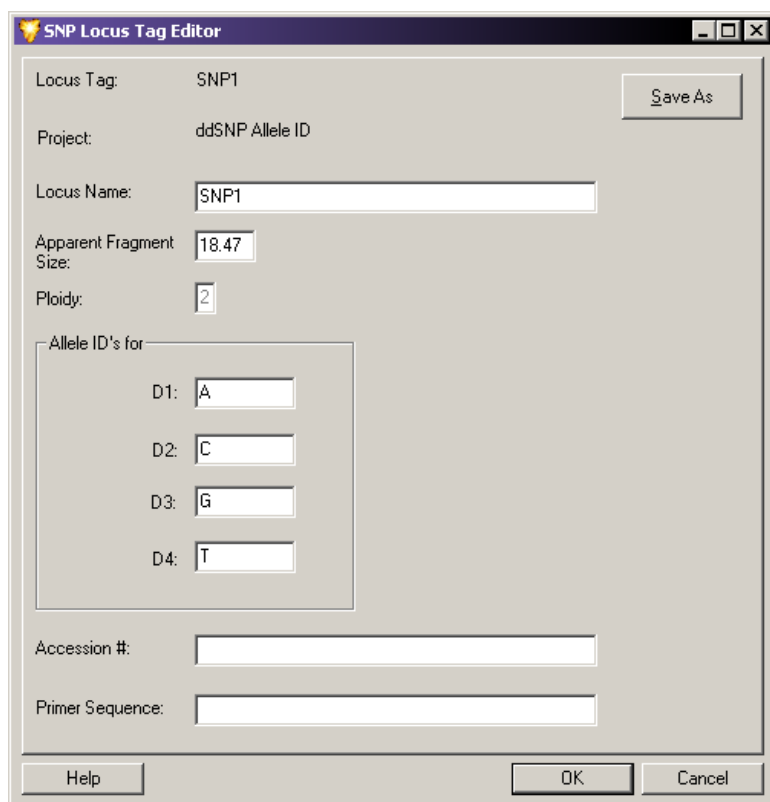 SNP Locus Tag Editor
Locus Tag: SNP1
Save As
Project: ddSNP Allele ID
Locus Name: SNP1
Apparent Fragment
Size: 18.47
Ploidy: 2
Allele ID's for
D1: A
D2: C
D3: G
D4: T
Accession #:
Primer Sequence:
Help OK Cancel